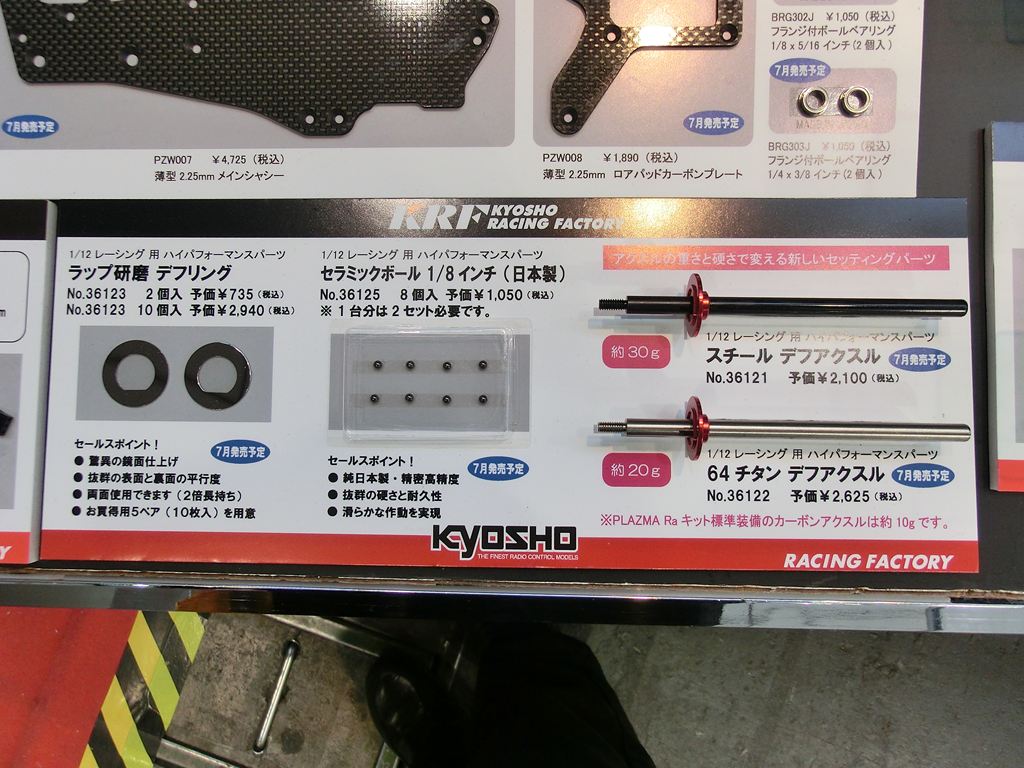 BRG302J ¥1,050（税込）
フランジ付ボールベアリング
1/8 x 5/16 インチ(2個入)
7月発売予定
7月発売予定
7月発売予定
BRG303J ¥1,050（税込）
フランジ付ボールベアリング
1/4 x 3/8 インチ(2個入)
PZW007 ¥4,725（税込）
薄型 2.25mm メインシャシー
PZW008 ¥1,890（税込）
薄型 2.25mm ロアパッドカーボンプレート
KRF KYOSHO
RACING FACTORY
1/12 レーシング 用 ハイパフォーマンスパーツ
ラップ研磨 デフリング
No.36123 2個入 予価¥735(税込)
No.36123 10個入 予価¥2,940(税込)
セールスポイント！
7月発売予定
● 驚異の鏡面仕上げ
● 抜群の表面と裏面の平行度
● 両面使用できます（2倍長持ち）
● お買得用5ペア（10枚入）を用意
1/12 レーシング 用 ハイパフォーマンスパーツ
セラミックボール 1/8 インチ（日本製）
No.36125 8個入 予価¥1,050(税込)
※ 1台分は2セット必要です。
セールスポイント！
7月発売予定
● 純日本製・精密高精度
● 抜群の硬さと耐久性
● 滑らかな作動を実現
アクスルの重さと硬さで変える新しいセッティングパーツ
約30g
1/12 レーシング 用 ハイパフォーマンスパーツ
スチール デフアクスル
7月発売予定
No.36121 予価¥2,100(税込)
約20g
1/12 レーシング 用 ハイパフォーマンスパーツ
64 チタン デフアクスル
7月発売予定
No.36122 予価¥2,625(税込)
※PLAZMA Ra キット標準装備のカーボンアクスルは約10gです。
KYOSHO
THE FINEST RADIO CONTROL MODELS
RACING FACTORY